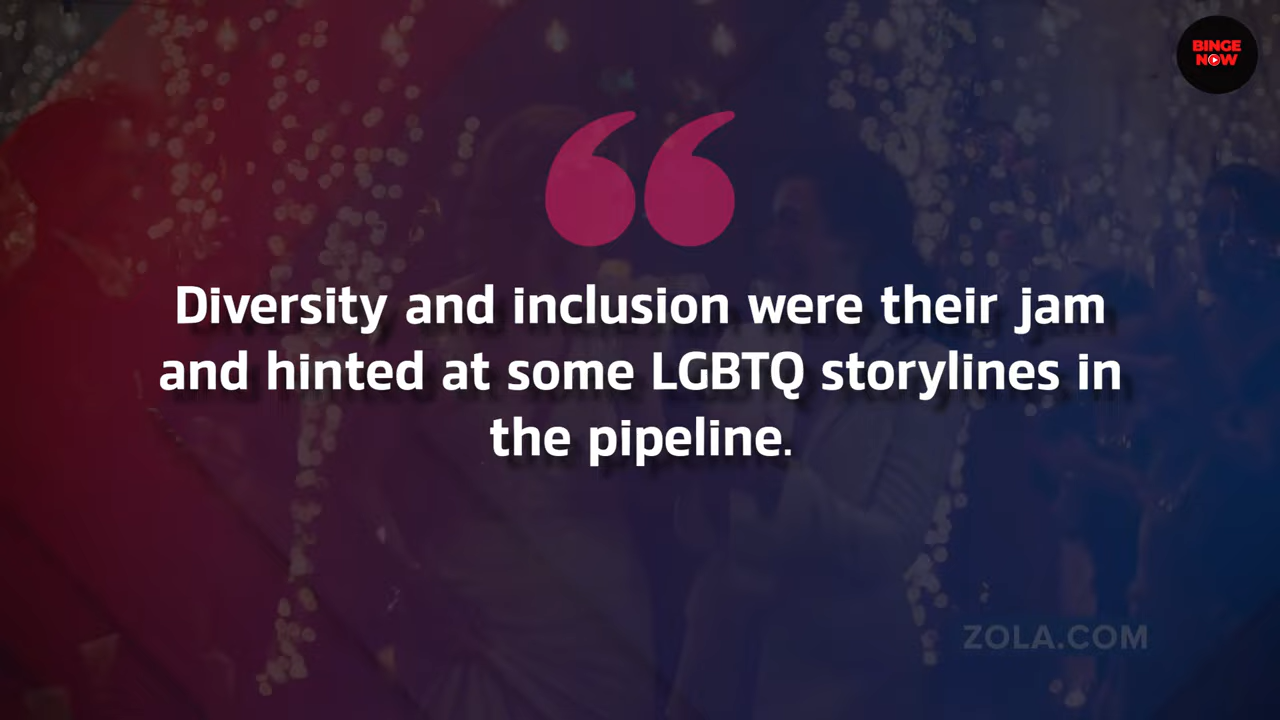 BINGE
NOW
Diversity and inclusion were their jam
and hinted at some LGBTQ storylines in
the pipeline.
ZOLA.COM